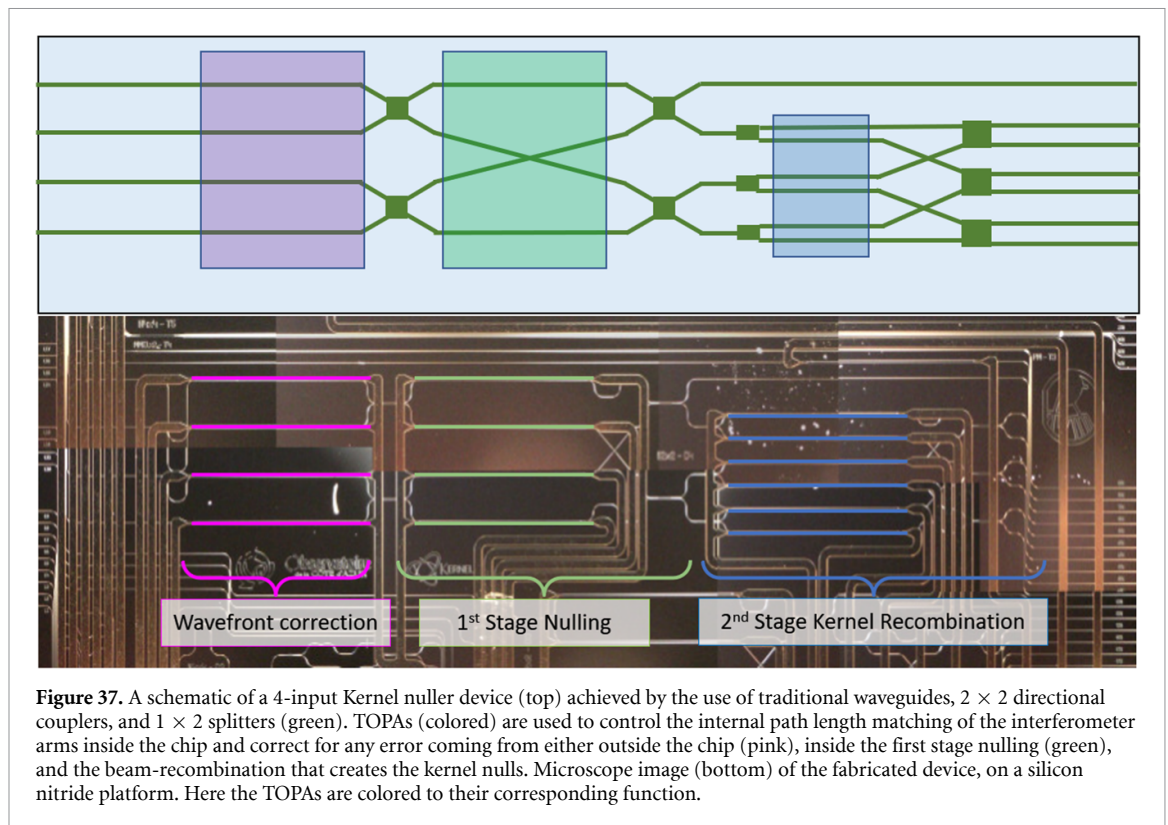 Wavefront correction
1st Stage Nulling
2nd Stage Kernel Recombination
KERNEL
Figure 37. A schematic of a 4-input Kernel nuller device (top) achieved by the use of traditional waveguides, 2 × 2 directional
couplers, and 1 × 2 splitters (green). TOPAs (colored) are used to control the internal path length matching of the interferometer
arms inside the chip and correct for any error coming from either outside the chip (pink), inside the first stage nulling (green),
and the beam-recombination that creates the kernel nulls. Microscope image (bottom) of the fabricated device, on a silicon
nitride platform. Here the TOPAs are colored to their corresponding function.